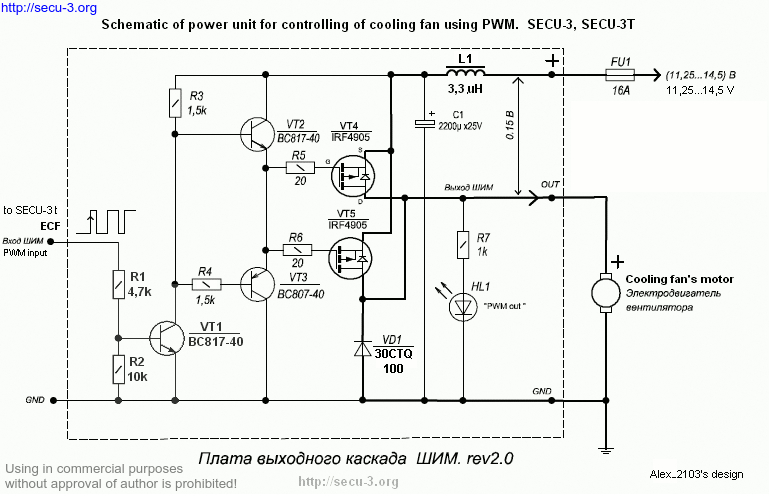 http://secu-3.org
Schematic of power unit for controlling of cooling fan using PWM. SECU-3, SECU-3T
L1
3,3 uH
+
FU1
16A
(11,25...14,5) В
11,25...14,5 V
R3
1,5k
VT2
BC817-40
VT4
IRF4905
+
C1
2200µ x25V
0.15 В
R5
20
G
S
D
Выход ШИМ
OUT
to SECU-3 t
ECF
Вход ШИМ
PWM input
VT5
IRF4905
R6
20
R7
1k
R1
4,7k
R4
1,5k
VT3
BC807-40
HL1
"PWM out"
+
Cooling fan's motor
Электродвигатель
вентилятора
VT1
BC817-40
VD1
30CTQ
100
R2
10k
GND
GND
Плата выходного каскада ШИМ. rev2.0
Using in commercial purposes
without approval of author is prohibited!
http://secu-3.org
Alex_2103's design